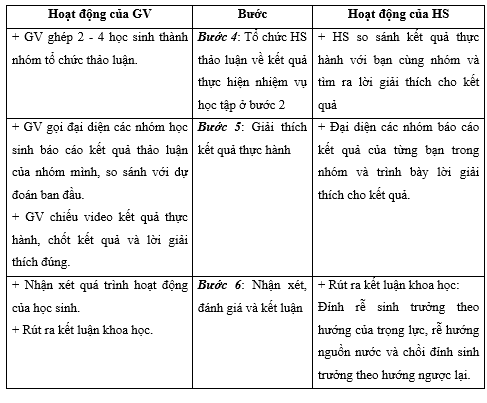 Hoạt động của GV
Bước
Hoạt động của HS
+ GV ghép 2 - 4 học sinh thành
nhóm tổ chức thảo luận.
Bước 4: Tổ chức HS
thảo luận về kết quả
thực hiện nhiệm vụ
học tập ở bước 2
+ HS so sánh kết quả thực
hành với bạn cùng nhóm và
tìm ra lời giải thích cho kết
quả
+ GV gọi đại diện các nhóm học
sinh báo cáo kết quả thảo luận
của nhóm mình, so sánh với dự
đoán ban đầu.
+ GV chiếu video kết quả thực
hành, chốt kết quả và lời giải
thích đúng.
Bước 5: Giải thích
kết quả thực hành
+ Đại diện các nhóm báo cáo
kết quả của từng bạn trong
nhóm và trình bày lời giải
thích cho kết quả.
+ Nhận xét quá trình hoạt động
của học sinh.
+ Rút ra kết luận khoa học.
Bước 6: Nhận xét,
đánh giá và kết luận
+ Rút ra kết luận khoa học:
Đỉnh rễ sinh trưởng theo
hướng của trọng lực, rễ hướng
nguồn nước và chồi đỉnh sinh
trưởng theo hướng ngược lại.